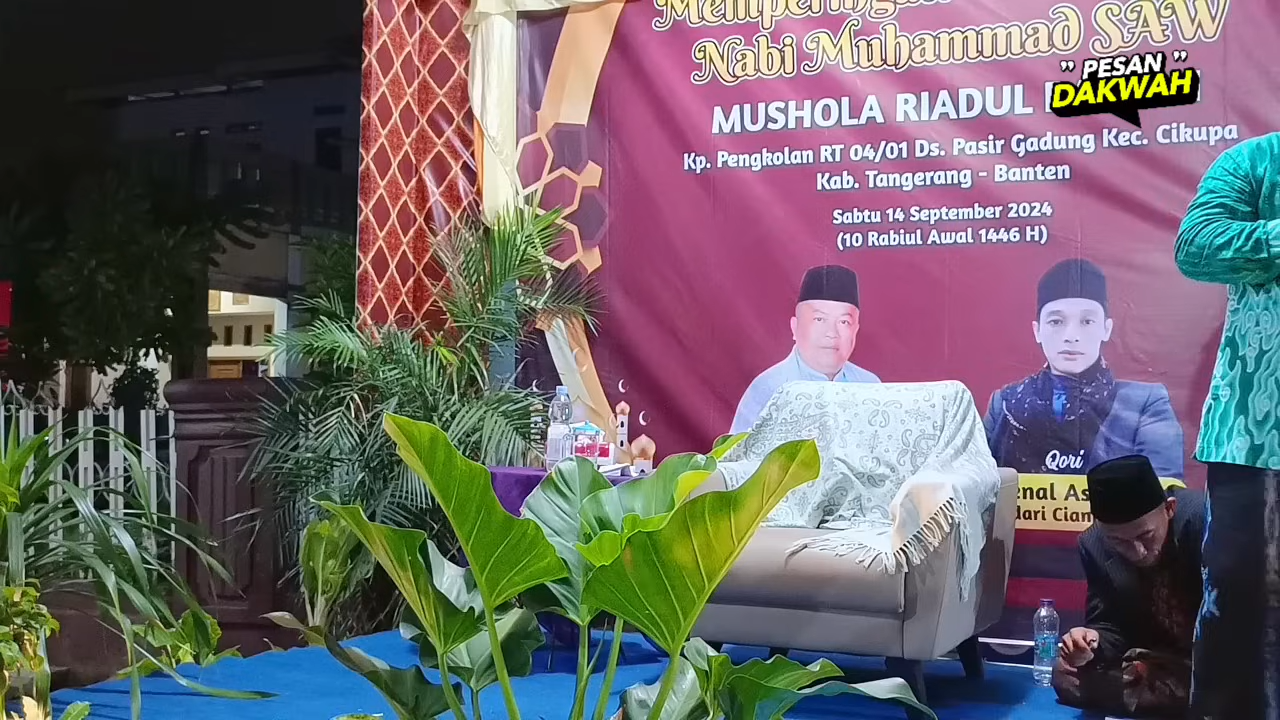 Nabi Muhammad SAW
" PESAN "
DAKWAH
MUSHOLA RIADUL
Kp. Pengkolan RT 04/01 Ds. Pasir Gadung Kec. Cikupa
Kab. Tangerang - Banten
Sabtu 14 September 2024
(10 Rabiul Awal 1446 H)
Qori
dari